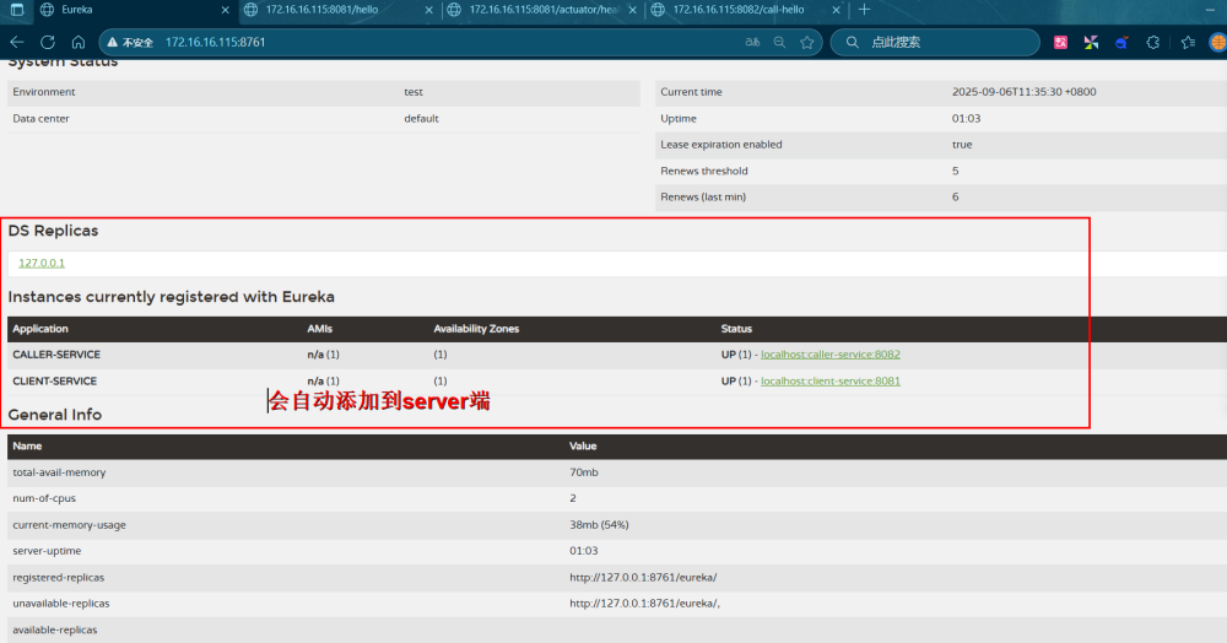 Eureka
172.16.16.115:8081/hello
172.16.16.115:8081/actuator/heal
172.16.16.115:8082/call-hello
不安全 172.16.16.115:8761
点此搜索
System Status
Environment test
Data center default
Current time 2025-09-06T11:35:30 +0800
Uptime 01:03
Lease expiration enabled true
Renews threshold 5
Renews (last min) 6
DS Replicas
127.0.0.1
Instances currently registered with Eureka
Application AMIs Availability Zones Status
CALLER-SERVICE n/a (1) (1) UP (1) - localhost:caller-service:8082
CLIENT-SERVICE n/a (1) (1) UP (1) - localhost:client-service:8081
会自动添加到server端
General Info
Name Value
total-avail-memory 70mb
num-of-cpus 2
current-memory-usage 38mb (54%)
server-uptime 01:03
registered-replicas http://127.0.0.1:8761/eureka/
unavailable-replicas http://127.0.0.1:8761/eureka/,
available-replicas